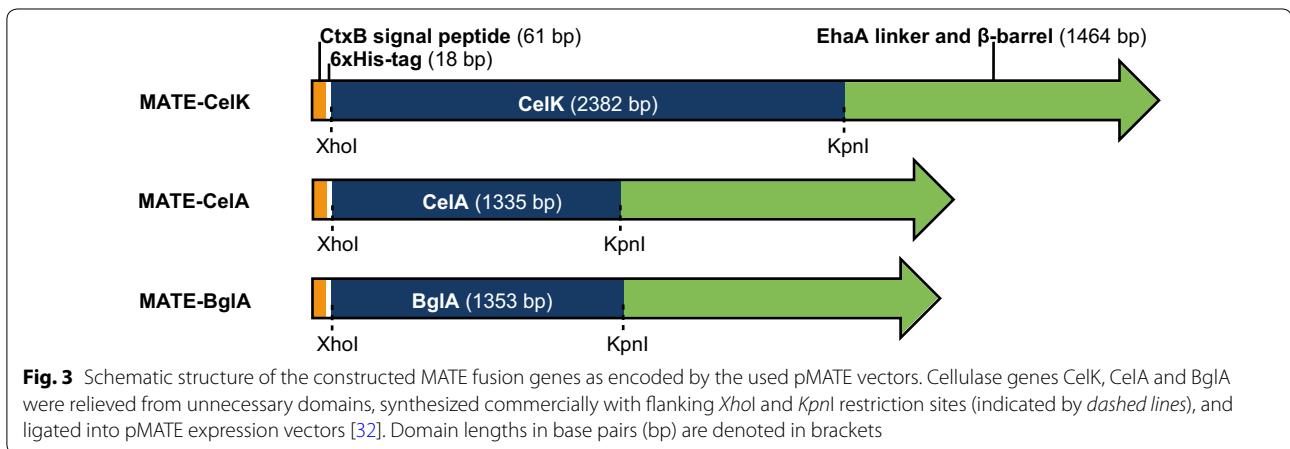 CtxB signal peptide (61 bp)
EhaA linker and β-barrel (1464 bp)
6xHis-tag (18 bp)
MATE-CelK
CelK (2382 bp)
XhoI
KpnI
MATE-CelA
CelA (1335 bp)
XhoI
KpnI
MATE-BglA
BglA (1353 bp)
XhoI
KpnI
Fig. 3 Schematic structure of the constructed MATE fusion genes as encoded by the used pMATE vectors. Cellulase genes CelK, CelA and BglA
were relieved from unnecessary domains, synthesized commercially with flanking XhoI and KpnI restriction sites (indicated by dashed lines), and
ligated into pMATE expression vectors [32]. Domain lengths in base pairs (bp) are denoted in brackets